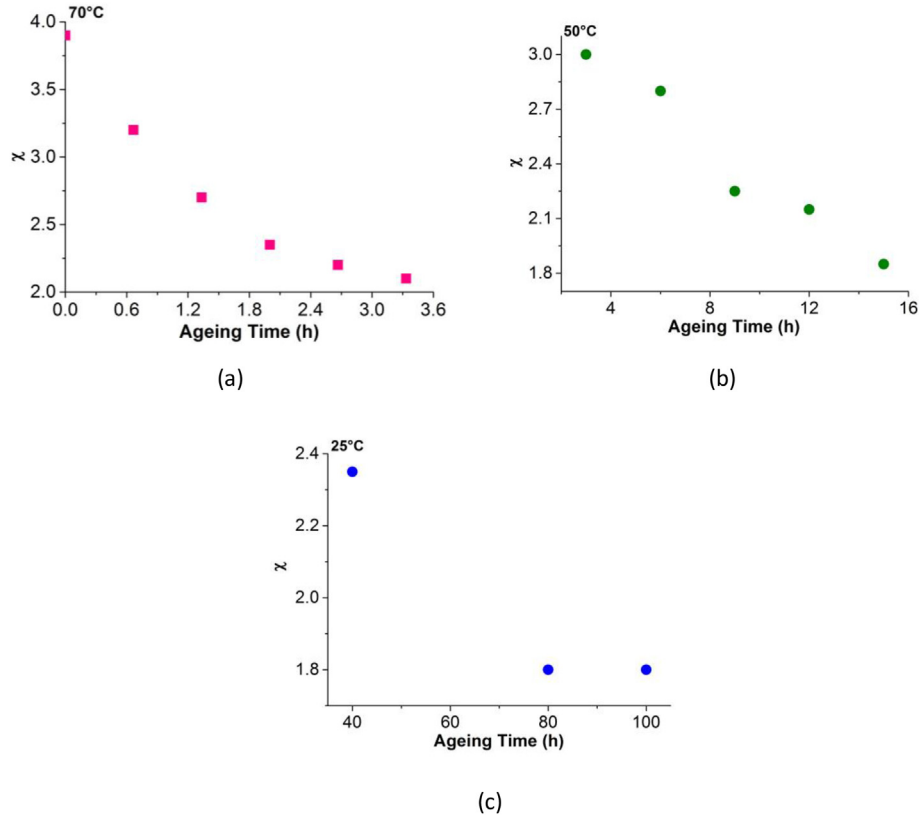 70°C
4.0
3.5
3.0
2.5
2.0
χ
0.0 0.6 1.2 1.8 2.4 3.0 3.6
Ageing Time (h)
(a)
50°C
3.0
2.7
2.4
2.1
1.8
χ
4 8 12 16
Ageing Time (h)
(b)
25°C
2.4
2.2
2.0
1.8
χ
40 60 80 100
Ageing Time (h)
(c)